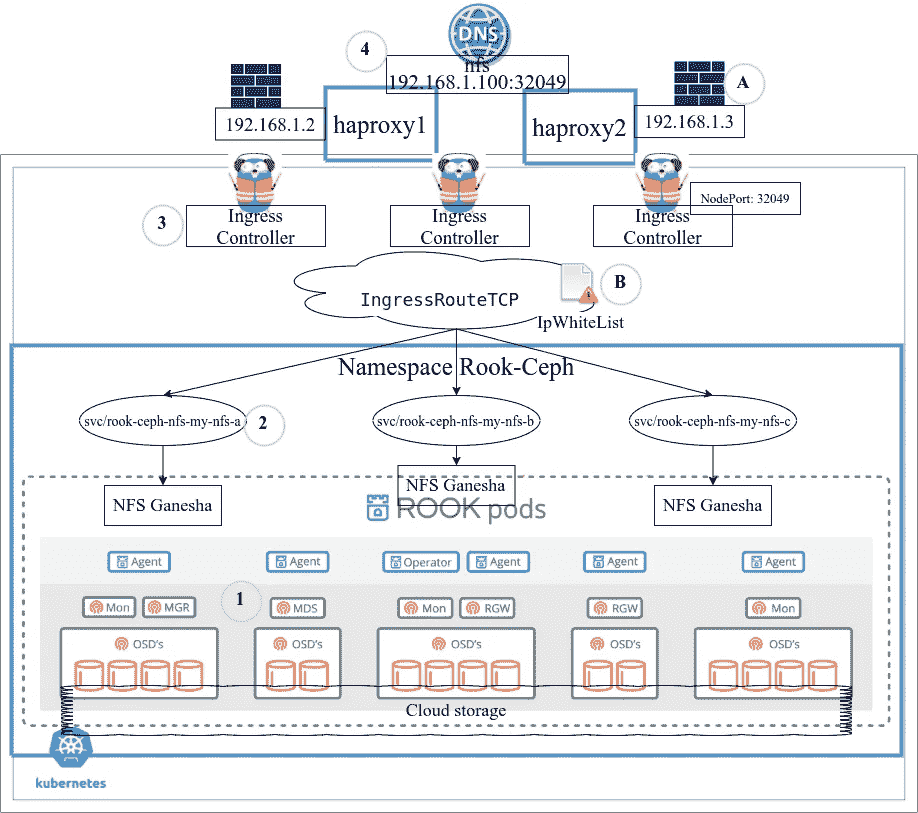 DNS
4
nfs
192.168.1.100:32049
A
192.168.1.2
haproxy1
haproxy2
192.168.1.3
NodePort: 32049
3
Ingress
Controller
Ingress
Controller
Ingress
Controller
B
IngressRouteTCP
IpWhiteList
Namespace Rook-Ceph
svc/rook-ceph-nfs-my-nfs-a
2
svc/rook-ceph-nfs-my-nfs-b
svc/rook-ceph-nfs-my-nfs-c
NFS Ganesha
NFS Ganesha
NFS Ganesha
ROOK pods
Agent
Agent
Operator
Agent
Agent
Agent
1
Mon
MGR
MDS
Mon
RGW
RGW
Mon
OSD's
OSD's
OSD's
OSD's
OSD's
Cloud storage
kubernetes